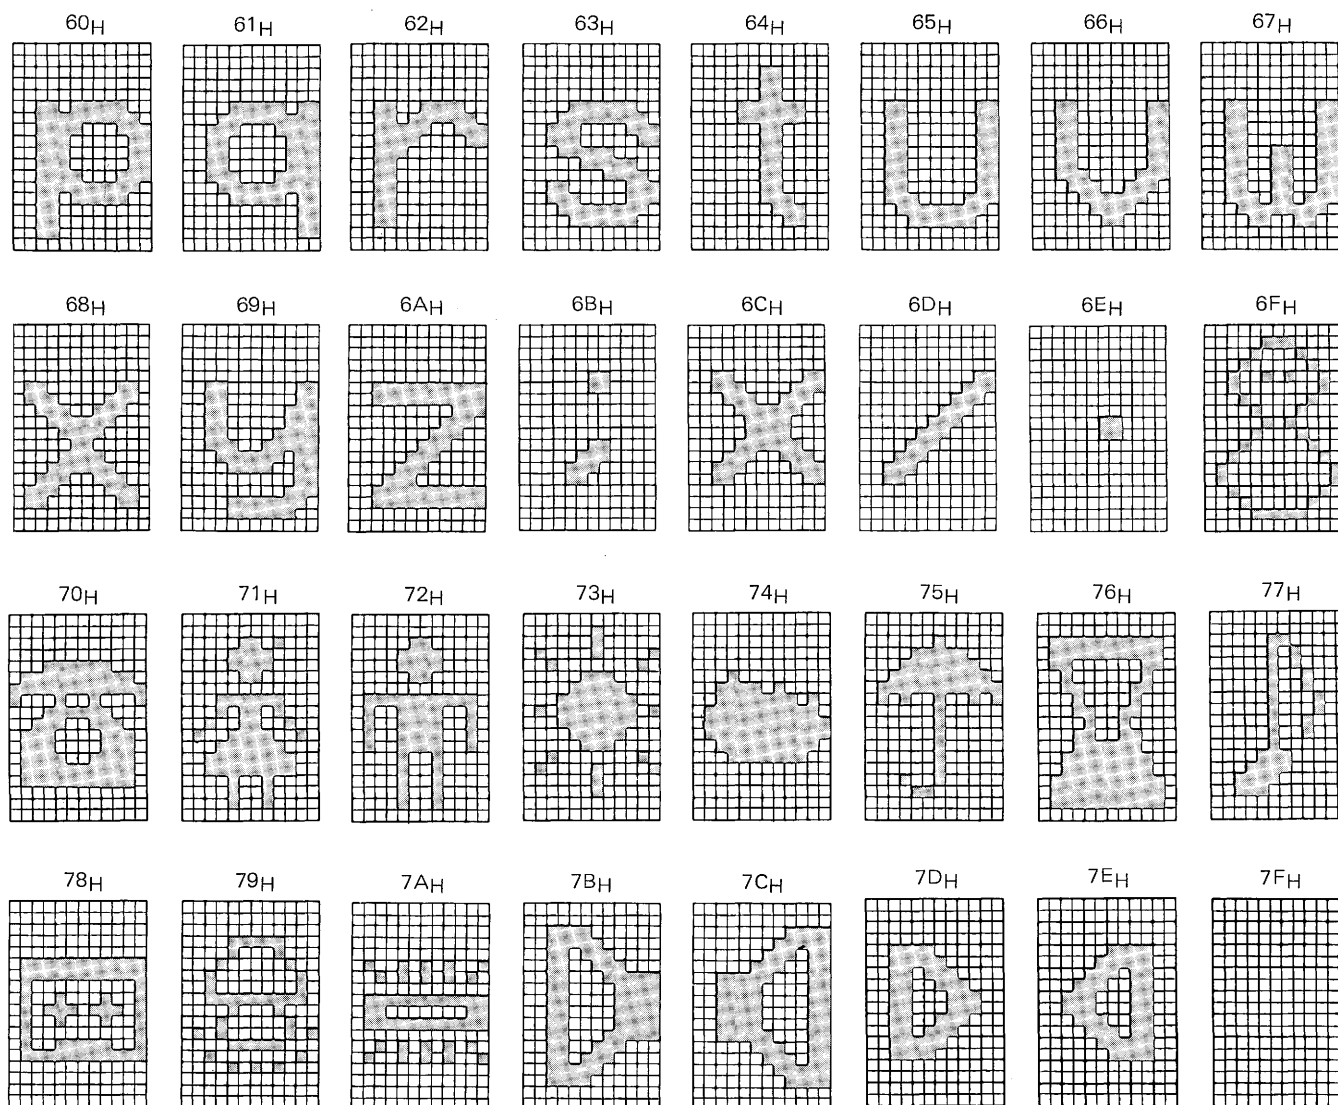 60H 61H 62H 63H 64H 65H 66H 67H
p q r s t u v w
68H 69H 6AH 6BH 6CH 6DH 6EH 6FH
x y z ; × / .
70H 71H 72H 73H 74H 75H 76H 77H
78H 79H 7AH 7BH 7CH 7DH 7EH 7FH